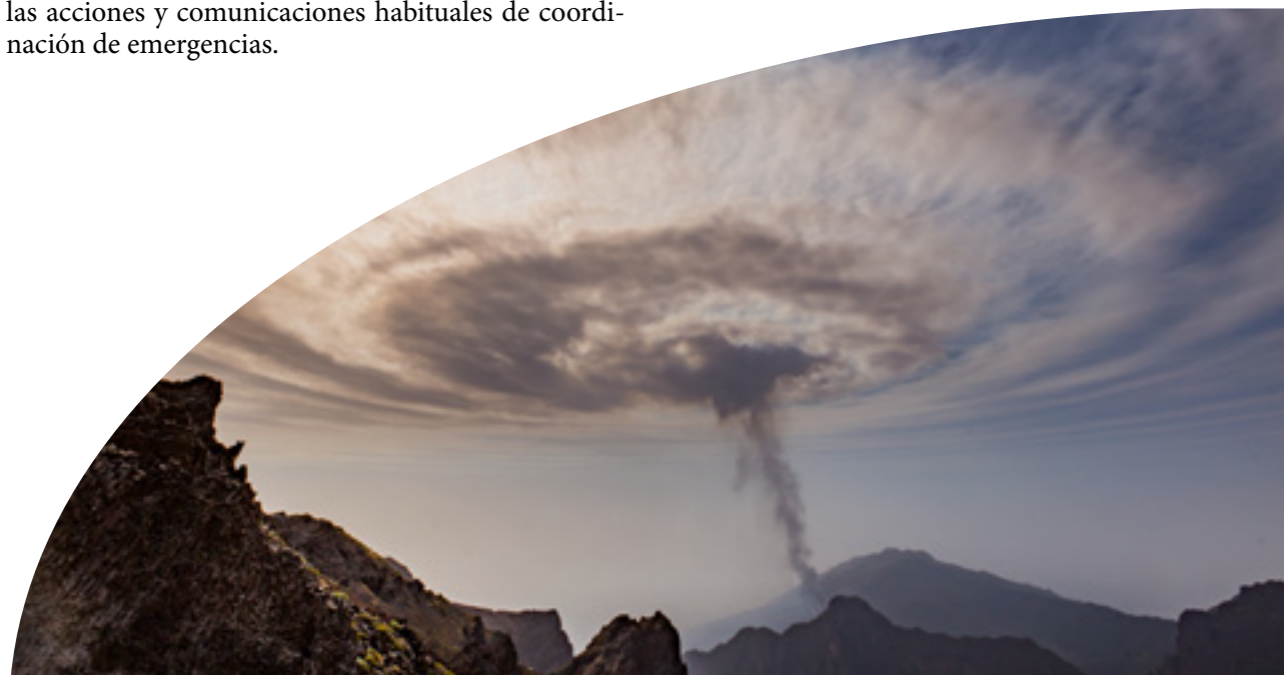 las acciones y comunicaciones habituales de coordi-
nación de emergencias.